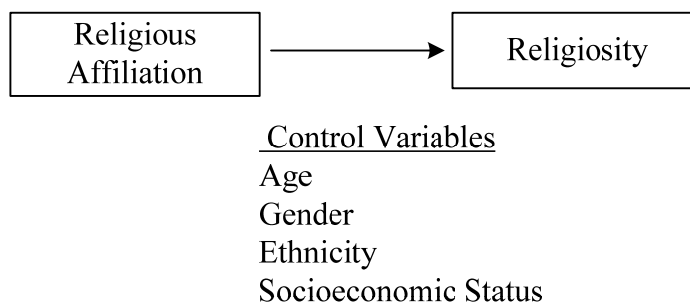 Religious
Affiliation
Religiosity
Control Variables
Age
Gender
Ethnicity
Socioeconomic Status